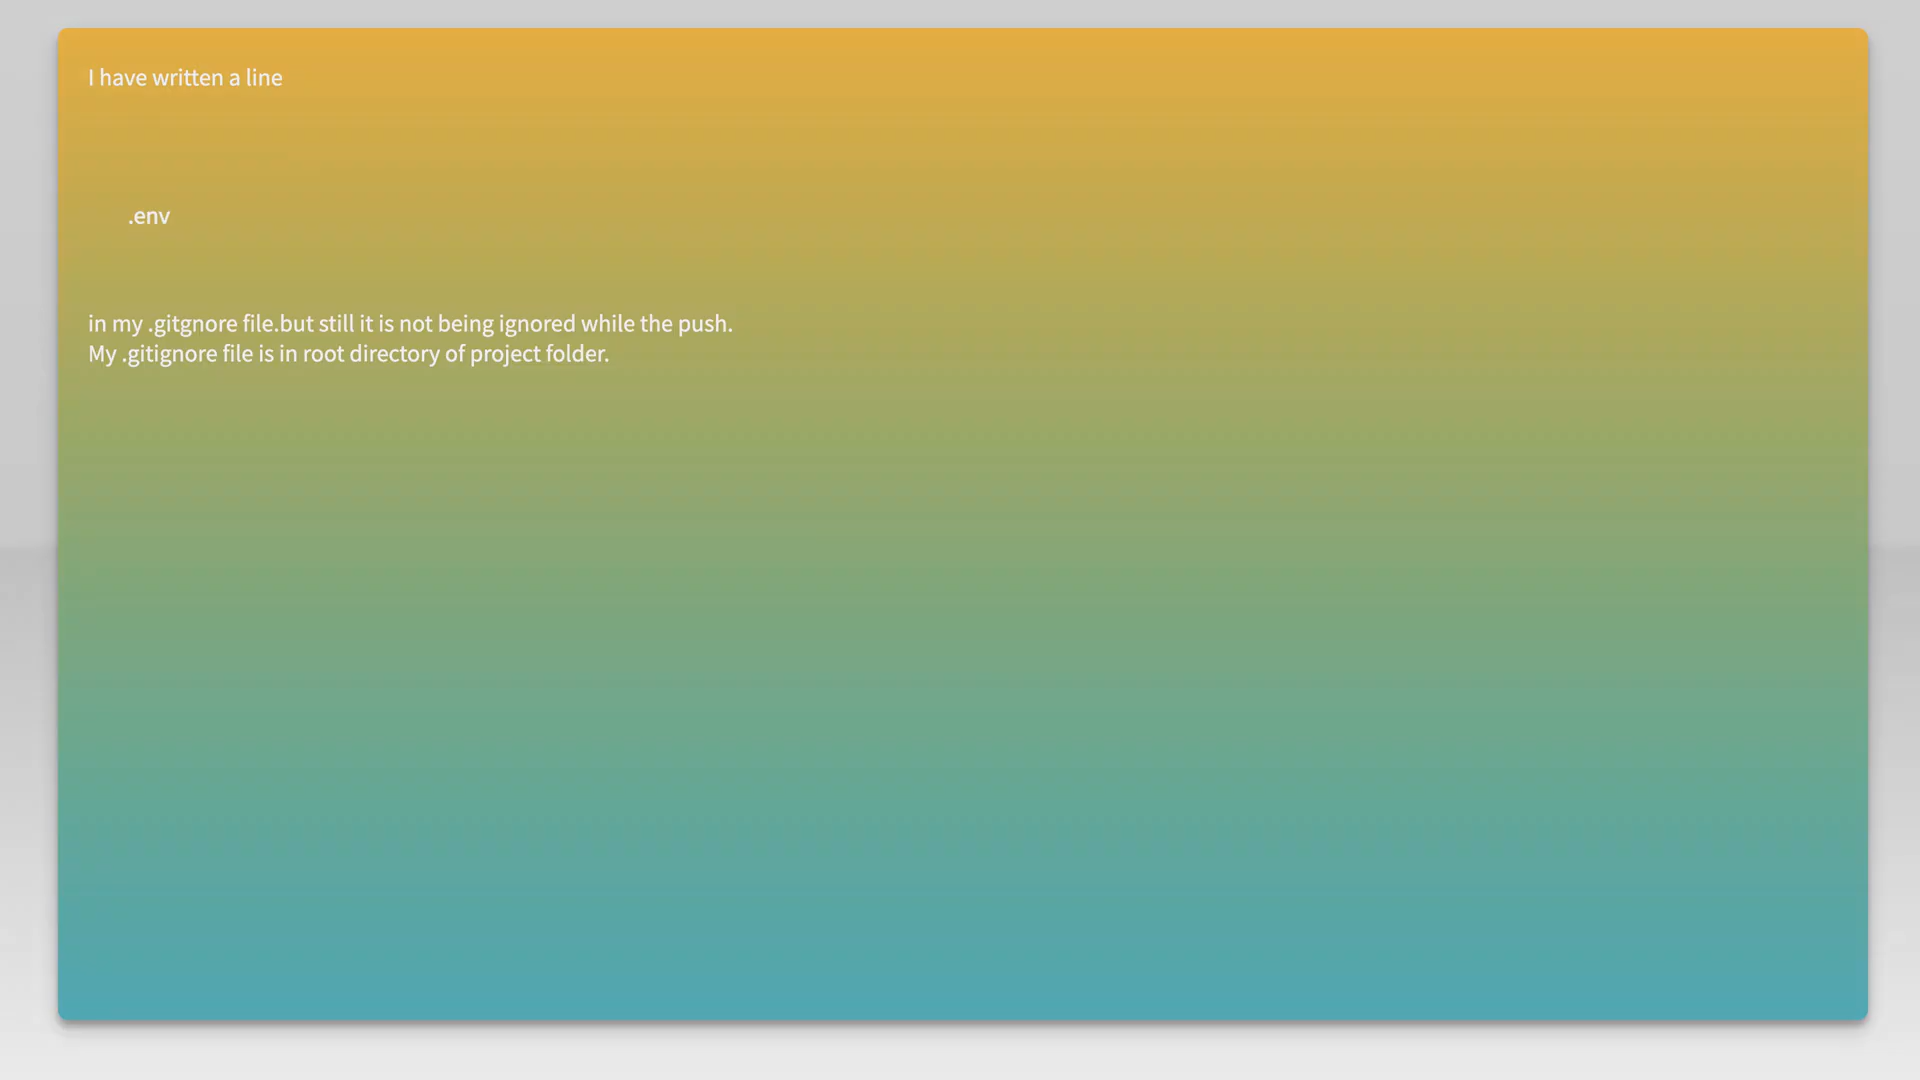 I have written a line
.env
in my .gitgnore file.but still it is not being ignored while the push.
My .gitignore file is in root directory of project folder.